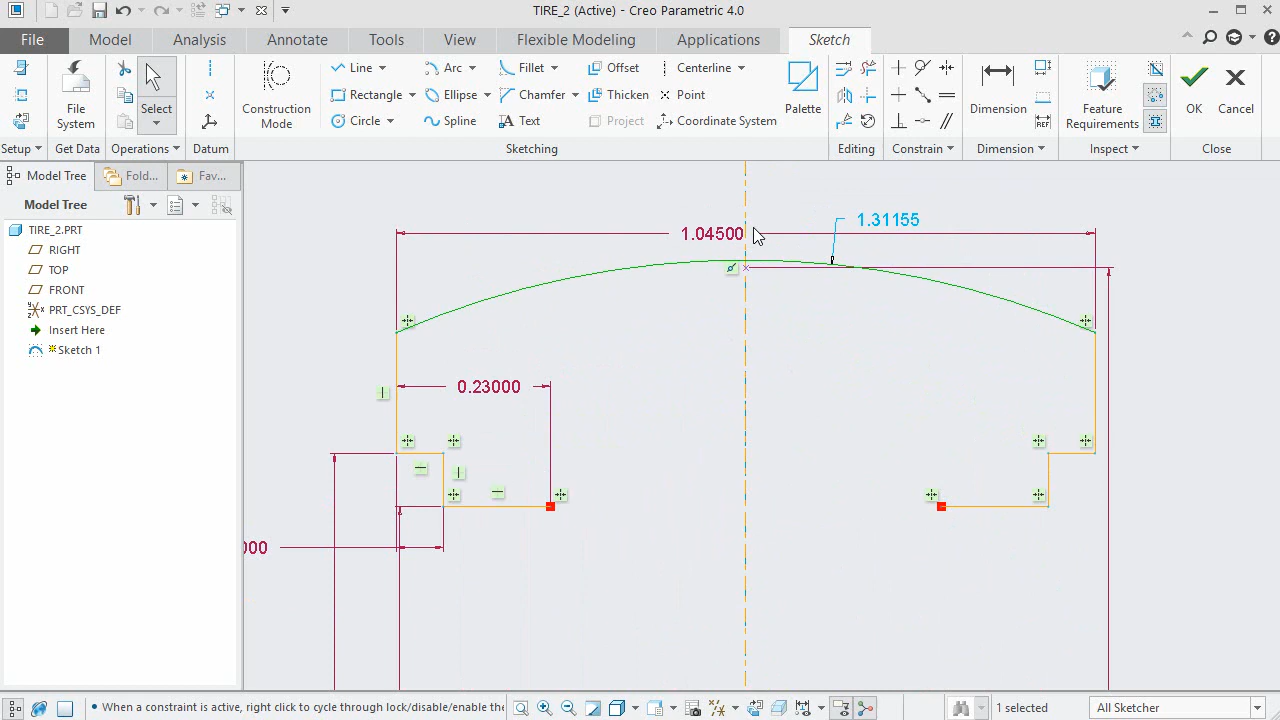 TIRE_2 (Active) - Creo Parametric 4.0
File Model Analysis Annotate Tools View Flexible Modeling Applications Sketch
File System
Select
Construction Mode
Line Arc Fillet Offset Centerline
Rectangle Ellipse Chamfer Thicken Point
Circle Spline Text Project Coordinate System
Palette
Dimension
REF
Feature Requirements
OK Cancel
Setup Get Data Operations Datum Sketching Editing Constrain Dimension Inspect Close
Model Tree Fold... Fav...
Model Tree
TIRE_2.PRT
RIGHT
TOP
FRONT
PRT_CSYS_DEF
Insert Here
Sketch 1
1.31155
1.04500
0.23000
000
• When a constraint is active, right click to cycle through lock/disable/enable the
1 selected
All Sketcher